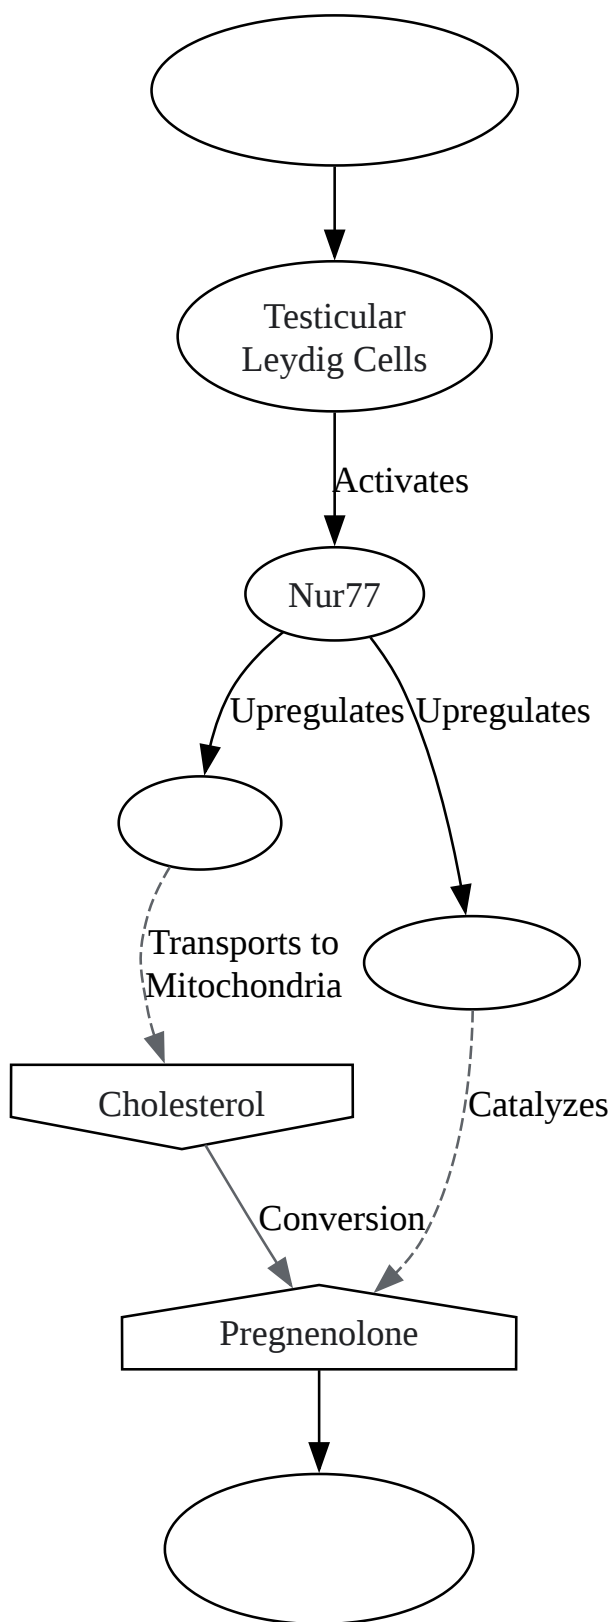 Testicular
Leydig Cells
Activates
Nur77
Upregulates
Upregulates
Transports to
Mitochondria
Cholesterol
Catalyzes
Conversion
Pregnenolone